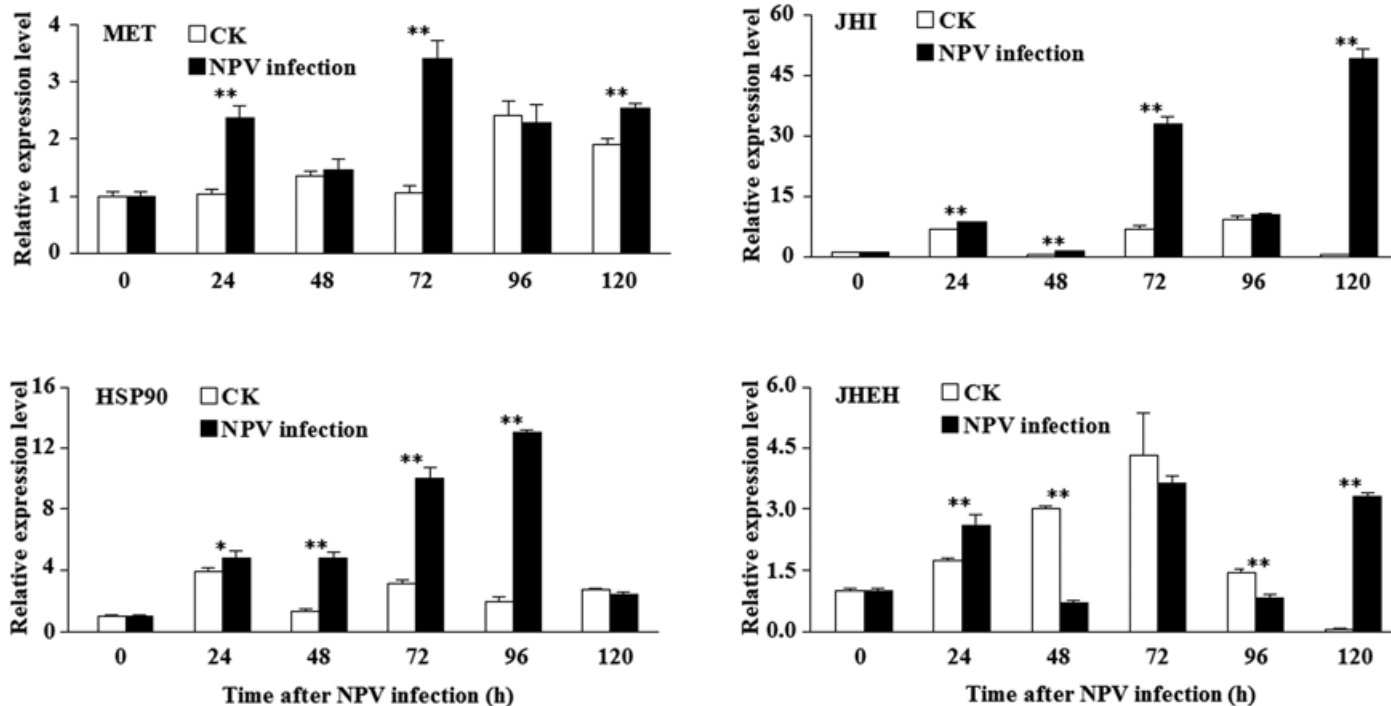 MET
CK
NPV infection
Relative expression level
4
3
2
1
0
**
**
**
0 24 48 72 96 120
JHI
CK
NPV infection
Relative expression level
60
45
30
15
0
**
**
**
**
0 24 48 72 96 120
HSP90
CK
NPV infection
Relative expression level
16
12
8
4
0
*
**
**
**
0 24 48 72 96 120
Time after NPV infection (h)
JHEH
CK
NPV infection
Relative expression level
6.0
4.5
3.0
1.5
0.0
**
**
**
**
0 24 48 72 96 120
Time after NPV infection (h)